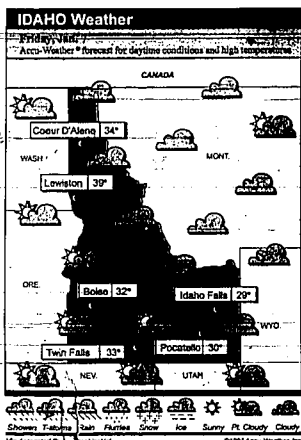 IDAHO Weather
Friday, Jan. 7
Accu-Weather® forecast for daytime conditions and high temperatures
CANADA
Coeur D'Alene 34°
WASH.
MONT.
Lewiston 39°
ORE.
Boise 32°
Idaho Falls 29°
WYO.
Twin Falls 33°
Pocatello 30°
NEV.
UTAH
Showers T-storms Rain Flurries Snow Ice Sunny Pt. Cloudy Cloudy